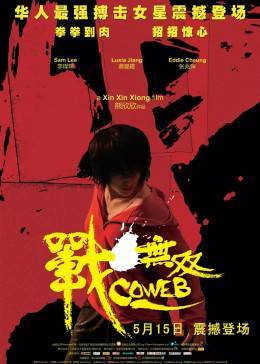 华人最强搏击女星震撼登场
拳拳到肉 招招惊心
Sam Lee Luxia Jiang Eddie Cheung
李璨琛 蒋璐霞 张兆辉
a Xin Xin Xiong film
熊欣欣作品
戰無双
COWEB
5月15日 震撼登场